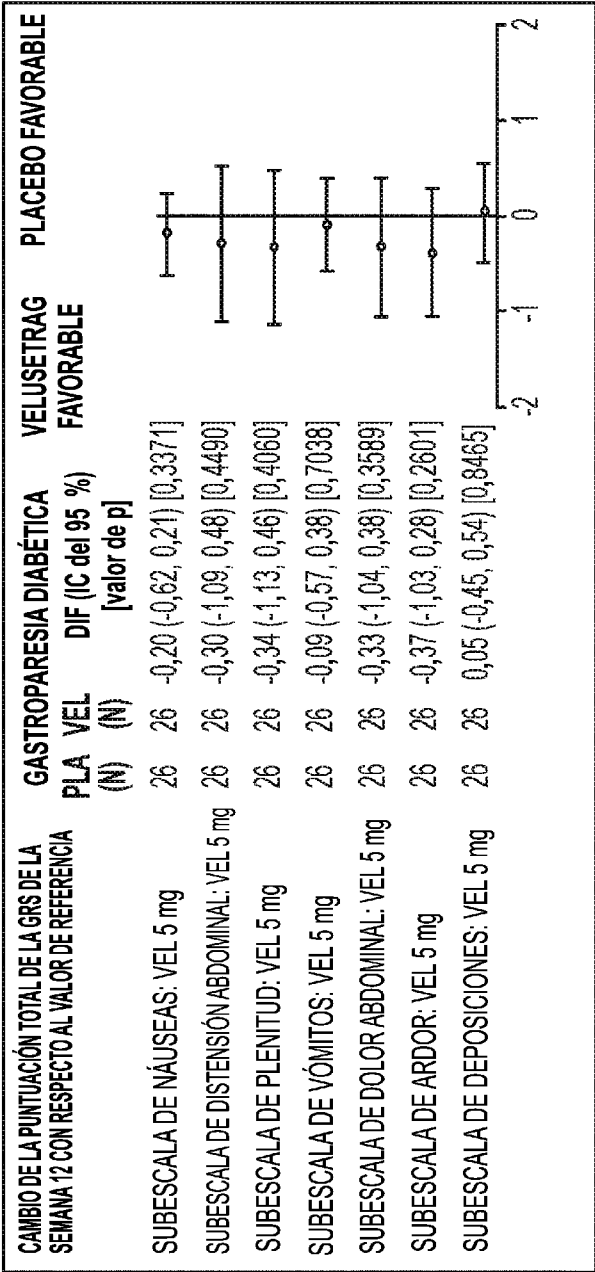 CAMBIO DE LA PUNTUACIÓN TOTAL DE LA GRS DE LA
SEMANA 12 CON RESPECTO AL VALOR DE REFERENCIA
GASTROPARESIA DIABÉTICA
PLA VEL DIF (IC del 95 %)
(N) (N) [valor de p]
VELUSETRAG
FAVORABLE
PLACEBO FAVORABLE
SUBESCALA DE NÁUSEAS: VEL 5 mg 26 26 -0,20 (-0,62, 0,21) [0,3371]
SUBESCALA DE DISTENSIÓN ABDOMINAL: VEL 5 mg 26 26 -0,30 (-1,09, 0,48) [0,4490]
SUBESCALA DE PLENITUD: VEL 5 mg 26 26 -0,34 (-1,13, 0,46) [0,4060]
SUBESCALA DE VÓMITOS: VEL 5 mg 26 26 -0,09 (-0,57, 0,38) [0,7038]
SUBESCALA DE DOLOR ABDOMINAL: VEL 5 mg 26 26 -0,33 (-1,04, 0,38) [0,3589]
SUBESCALA DE ARDOR: VEL 5 mg 26 26 -0,37 (-1,03, 0,28) [0,2601]
SUBESCALA DE DEPOSICIONES: VEL 5 mg 26 26 0,05 (-0,45, 0,54) [0,8465]
-2 -1 0 1 2